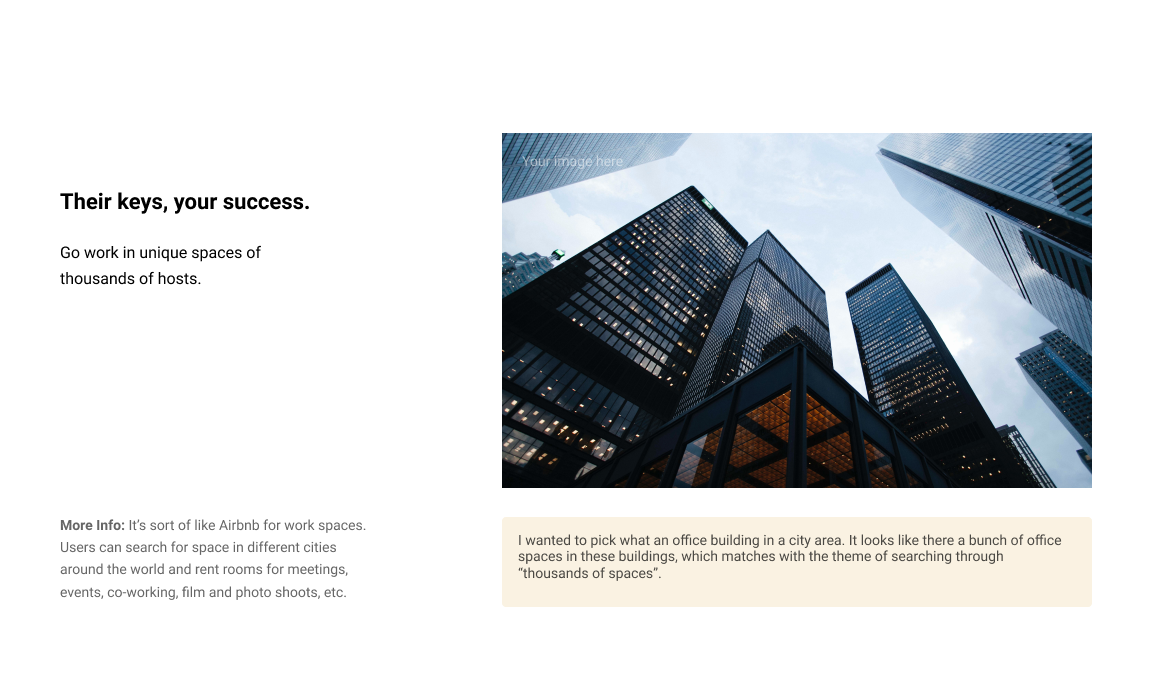 Their keys, your success.
Go work in unique spaces of
thousands of hosts.
Your image here
More Info: It’s sort of like Airbnb for work spaces.
Users can search for space in different cities
around the world and rent rooms for meetings,
events, co-working, film and photo shoots, etc.
I wanted to pick what an office building in a city area. It looks like there a bunch of office
spaces in these buildings, which matches with the theme of searching through
“thousands of spaces”.